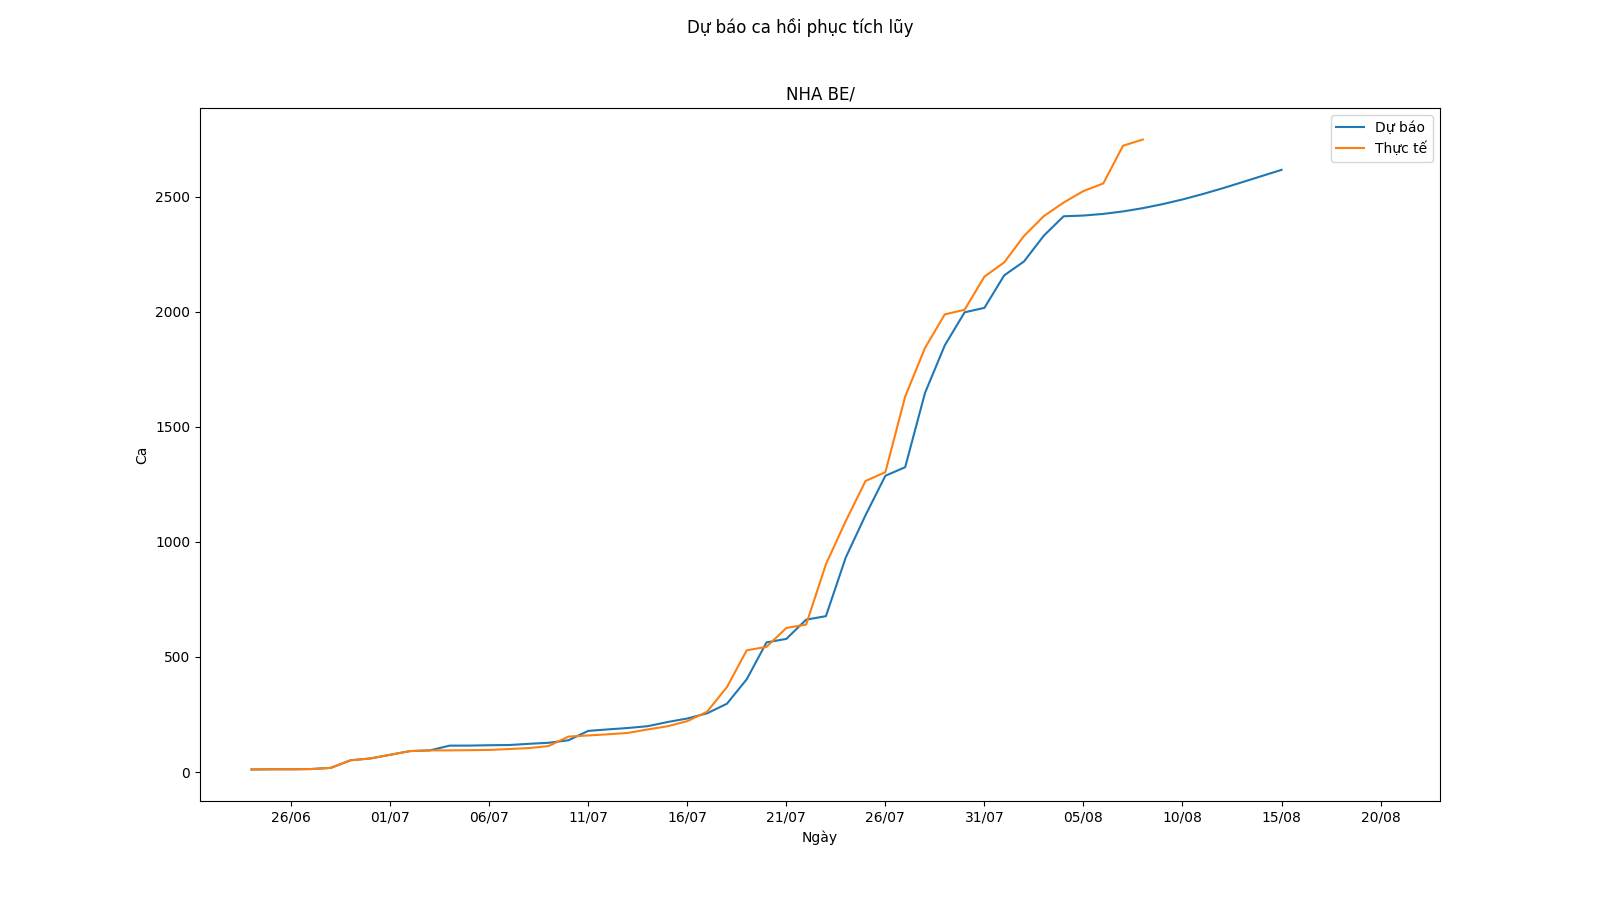 Dự báo ca hồi phục tích lũy
NHA BE/
Dự báo
Thực tế
2500
2000
1500
1000
500
0
Ca
26/06 01/07 06/07 11/07 16/07 21/07 26/07 31/07 05/08 10/08 15/08 20/08
Ngày